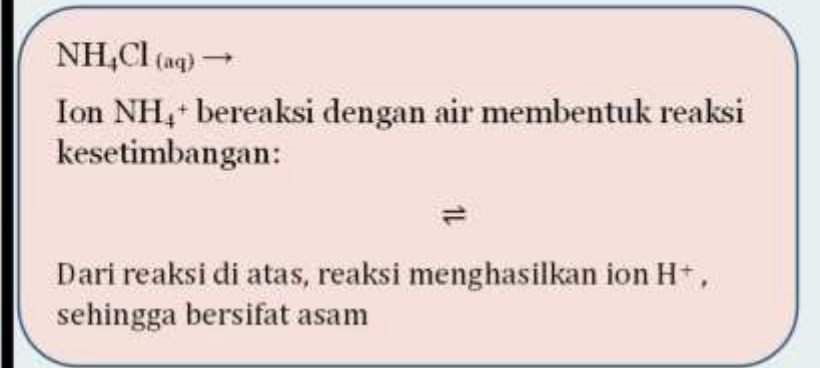 NH₄Cl (aq) →
Ion NH₄⁺ bereaksi dengan air membentuk reaksi
kesetimbangan:
⇌
Dari reaksi di atas, reaksi menghasilkan ion H⁺ ,
sehingga bersifat asam